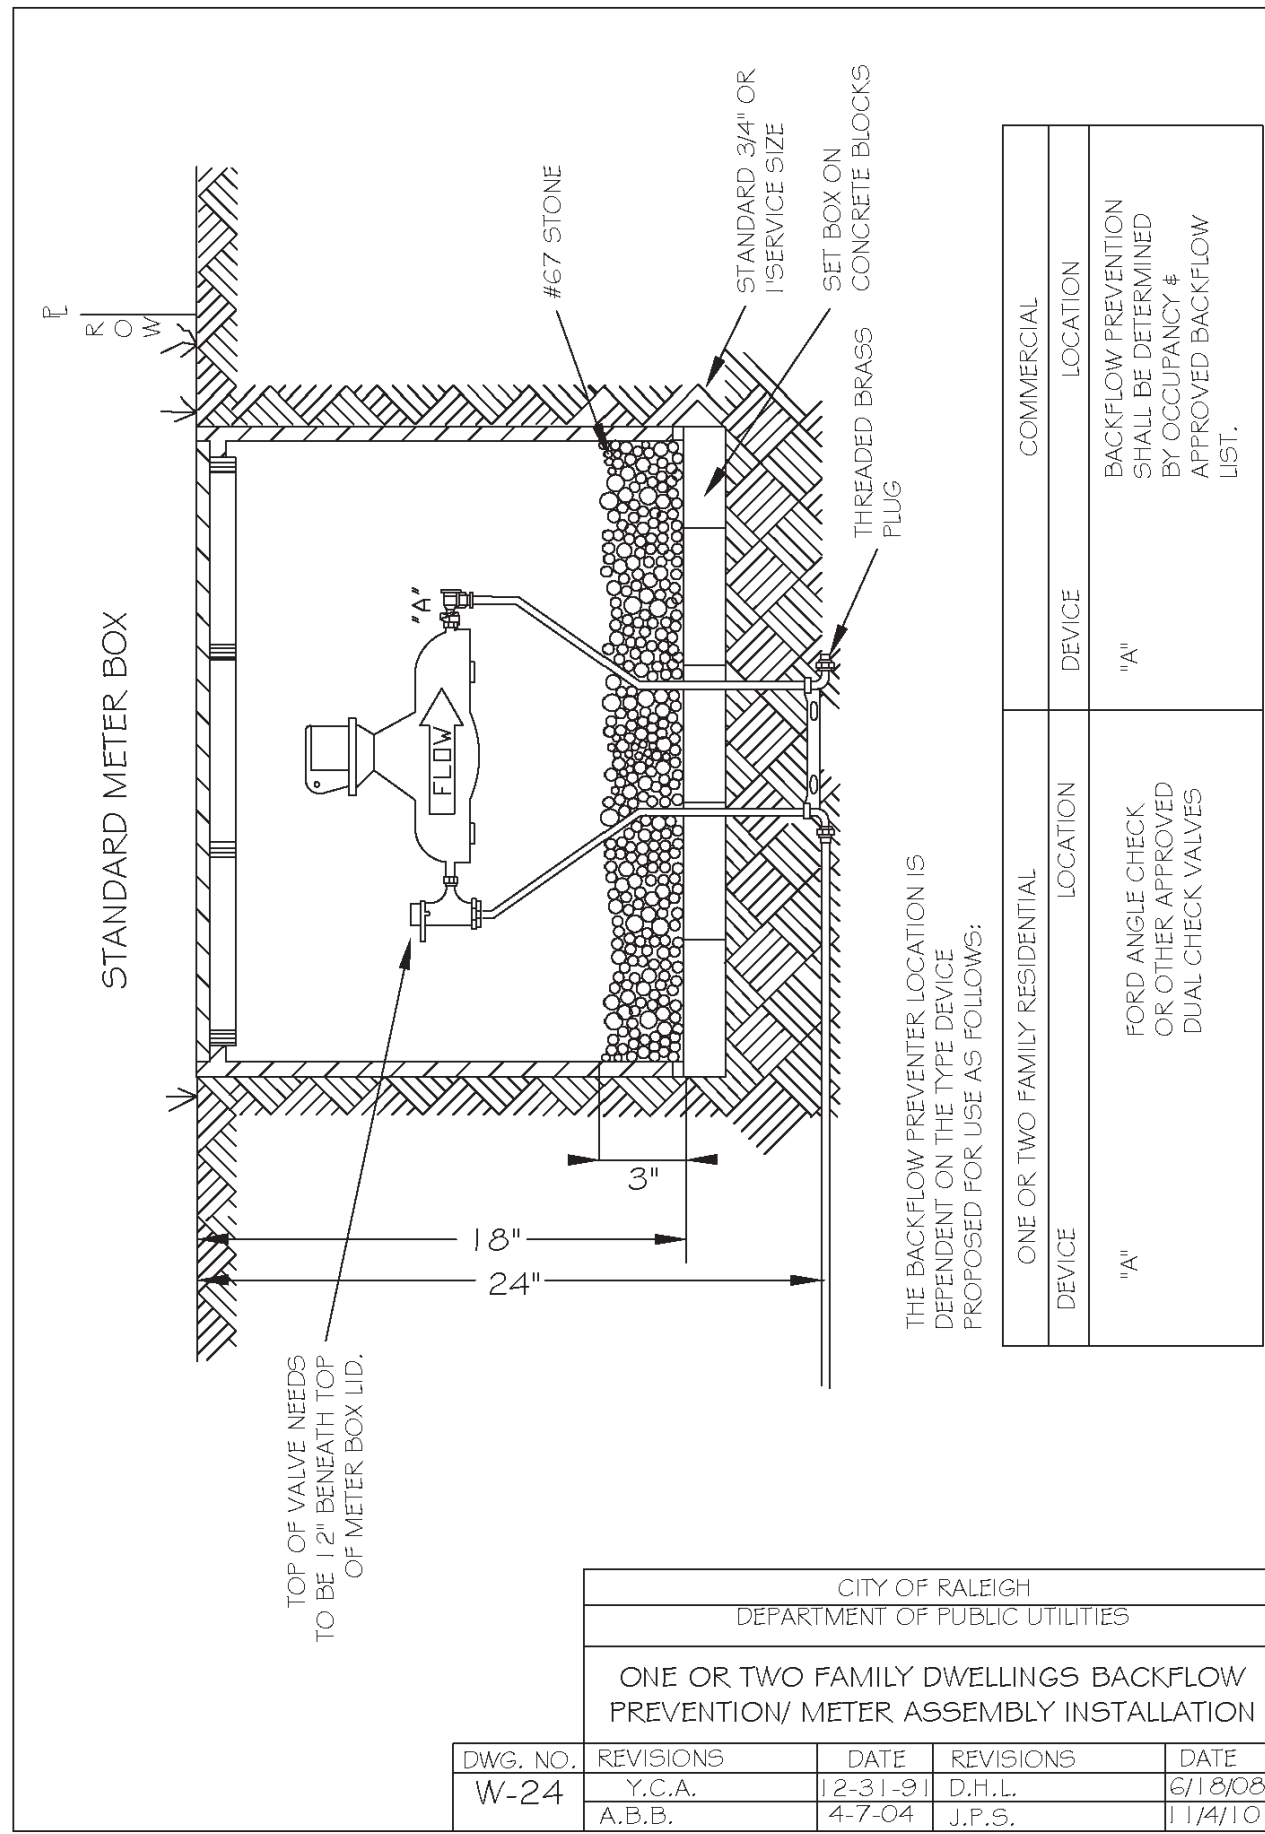 STANDARD METER BOX
P L
R
O
W
#67 STONE
STANDARD 3/4" OR
1"SERVICE SIZE
SET BOX ON
CONCRETE BLOCKS
THREADED BRASS
PLUG
"A"
FLOW
TOP OF VALVE NEEDS
TO BE 12" BENEATH TOP
OF METER BOX LID.
3"
18"
24"
THE BACKFLOW PREVENTER LOCATION IS
DEPENDENT ON THE TYPE DEVICE
PROPOSED FOR USE AS FOLLOWS:
ONE OR TWO FAMILY RESIDENTIAL
DEVICE LOCATION
"A" FORD ANGLE CHECK
OR OTHER APPROVED
DUAL CHECK VALVES
COMMERCIAL
DEVICE LOCATION
"A" BACKFLOW PREVENTION
SHALL BE DETERMINED
BY OCCUPANCY &
APPROVED BACKFLOW
LIST.
CITY OF RALEIGH
DEPARTMENT OF PUBLIC UTILITIES
ONE OR TWO FAMILY DWELLINGS BACKFLOW
PREVENTION/ METER ASSEMBLY INSTALLATION
DWG. NO. REVISIONS DATE REVISIONS DATE
W-24 Y.C.A. 12-31-91 D.H.L. 6/18/08
A.B.B. 4-7-04 J.P.S. 11/4/10